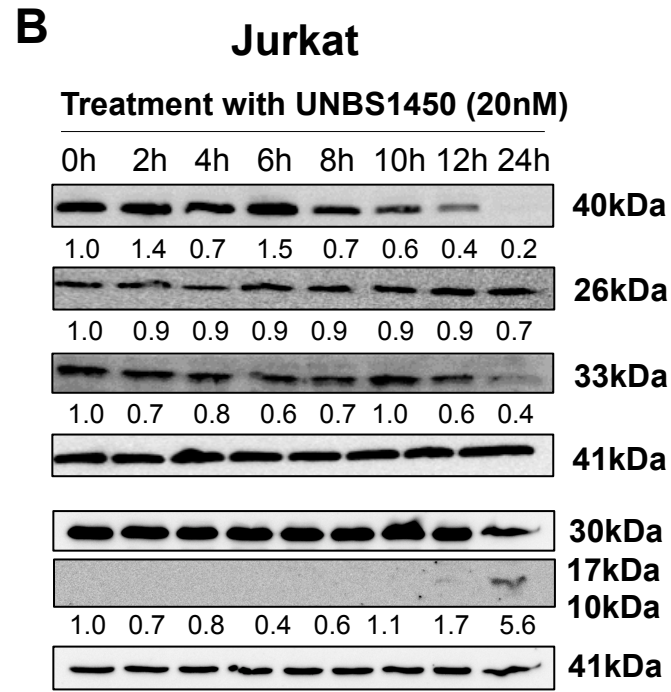 B
Jurkat
Treatment with UNBS1450 (20nM)
0h 2h 4h 6h 8h 10h 12h 24h
40kDa
1.0 1.4 0.7 1.5 0.7 0.6 0.4 0.2
26kDa
1.0 0.9 0.9 0.9 0.9 0.9 0.9 0.7
33kDa
1.0 0.7 0.8 0.6 0.7 1.0 0.6 0.4
41kDa
30kDa
17kDa
10kDa
1.0 0.7 0.8 0.4 0.6 1.1 1.7 5.6
41kDa